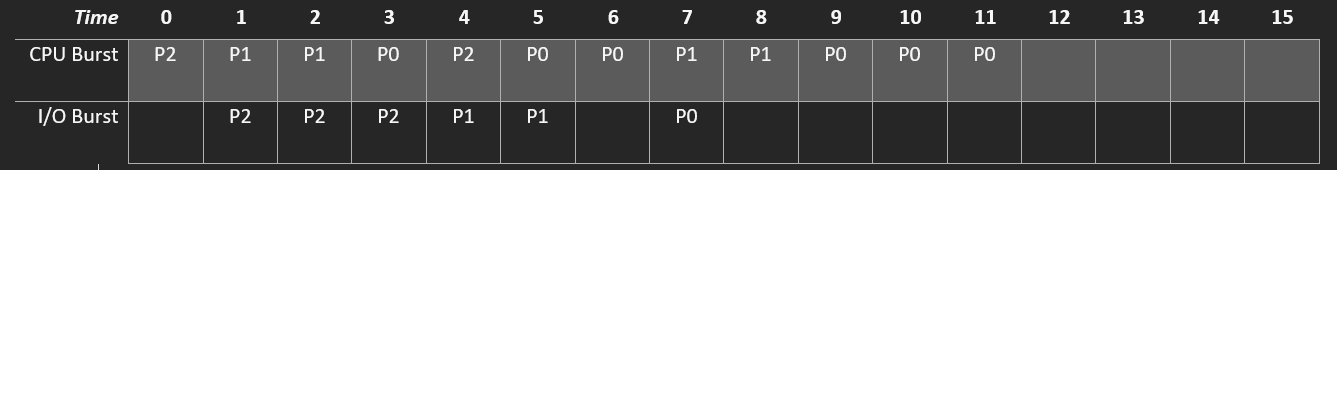 Time 0 1 2 3 4 5 6 7 8 9 10 11 12 13 14 15
CPU Burst P2 P1 P1 P0 P2 P0 P0 P1 P1 P0 P0 P0
I/O Burst P2 P2 P2 P1 P1 P0